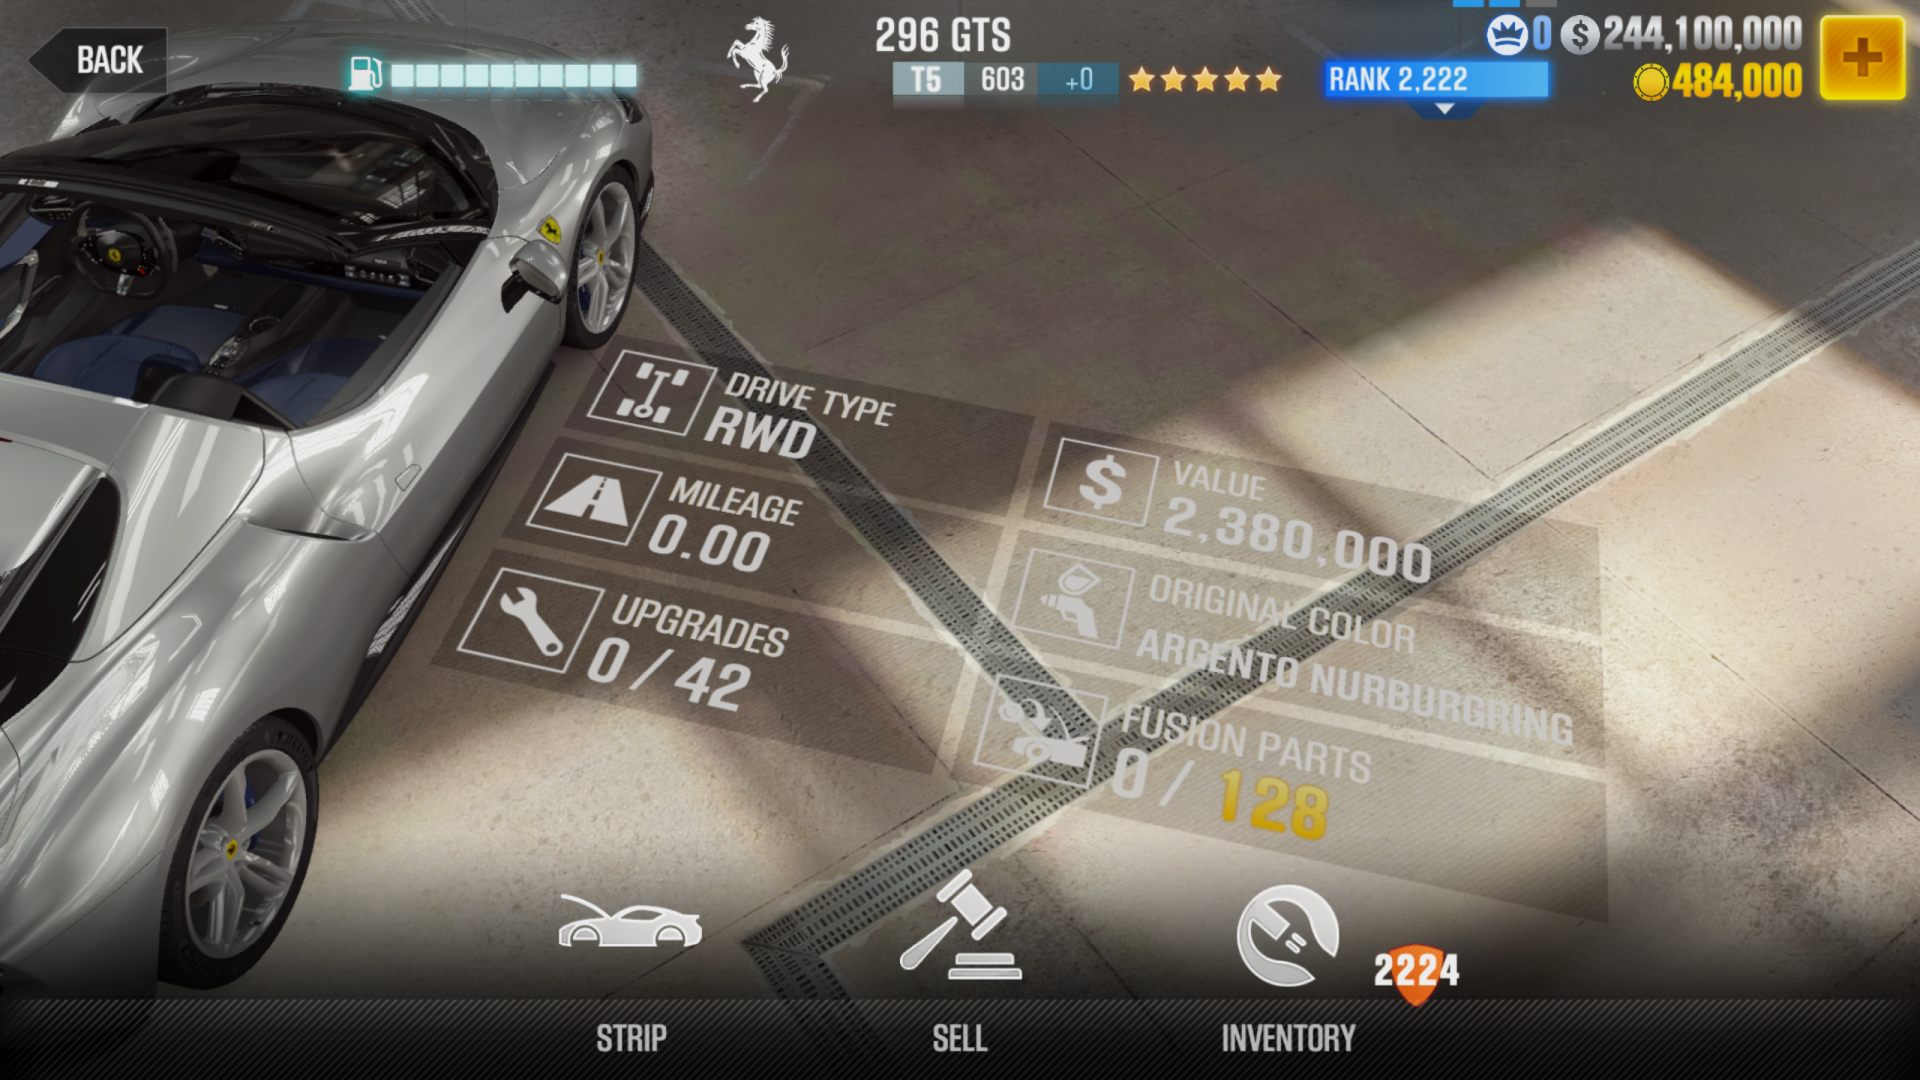 BACK
296 GTS
T5 603 +0
RANK 2,222
0 244,100,000
484,000
DRIVE TYPE
RWD
MILEAGE
0.00
UPGRADES
0 / 42
VALUE
2,380,000
ORIGINAL COLOR
ARGENTO NURBURGRING
FUSION PARTS
0 / 128
2224
STRIP
SELL
INVENTORY